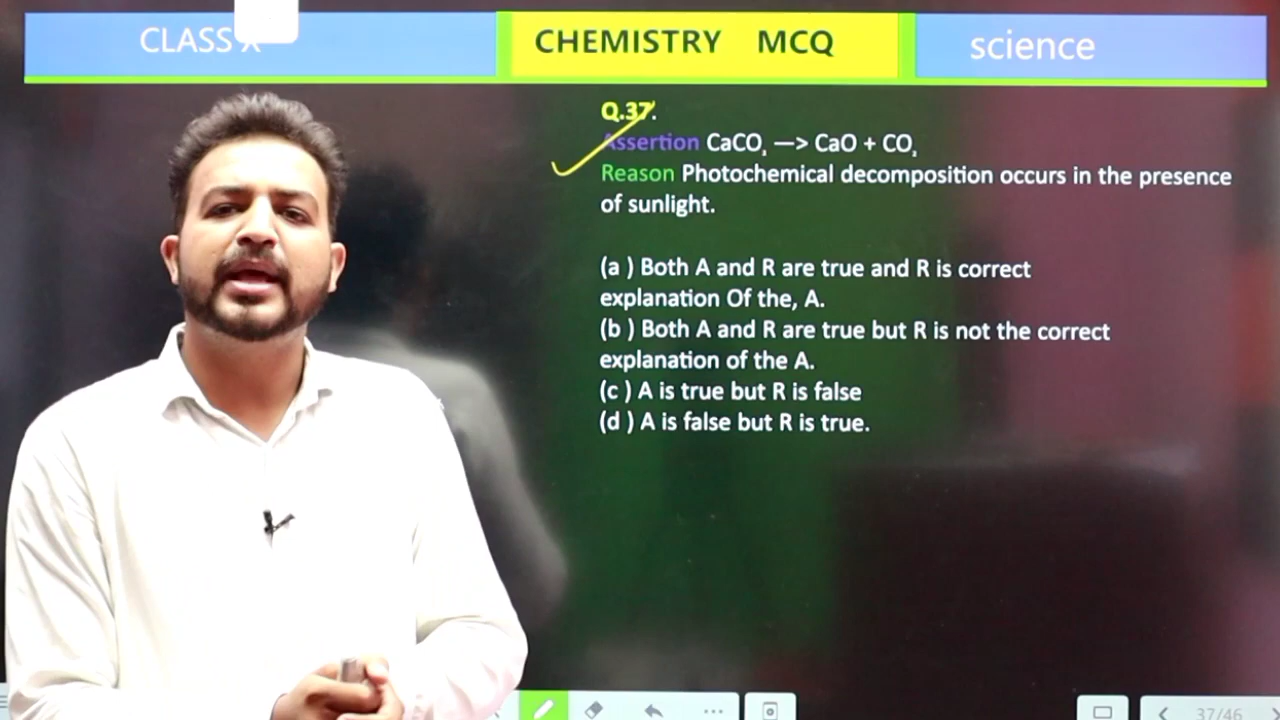 CLASS X
CHEMISTRY MCQ
science
Q.37.
Assertion CaCO₃ —> CaO + CO₂
Reason Photochemical decomposition occurs in the presence
of sunlight.
(a ) Both A and R are true and R is correct
explanation Of the, A.
(b ) Both A and R are true but R is not the correct
explanation of the A.
(c ) A is true but R is false
(d ) A is false but R is true.
37/46